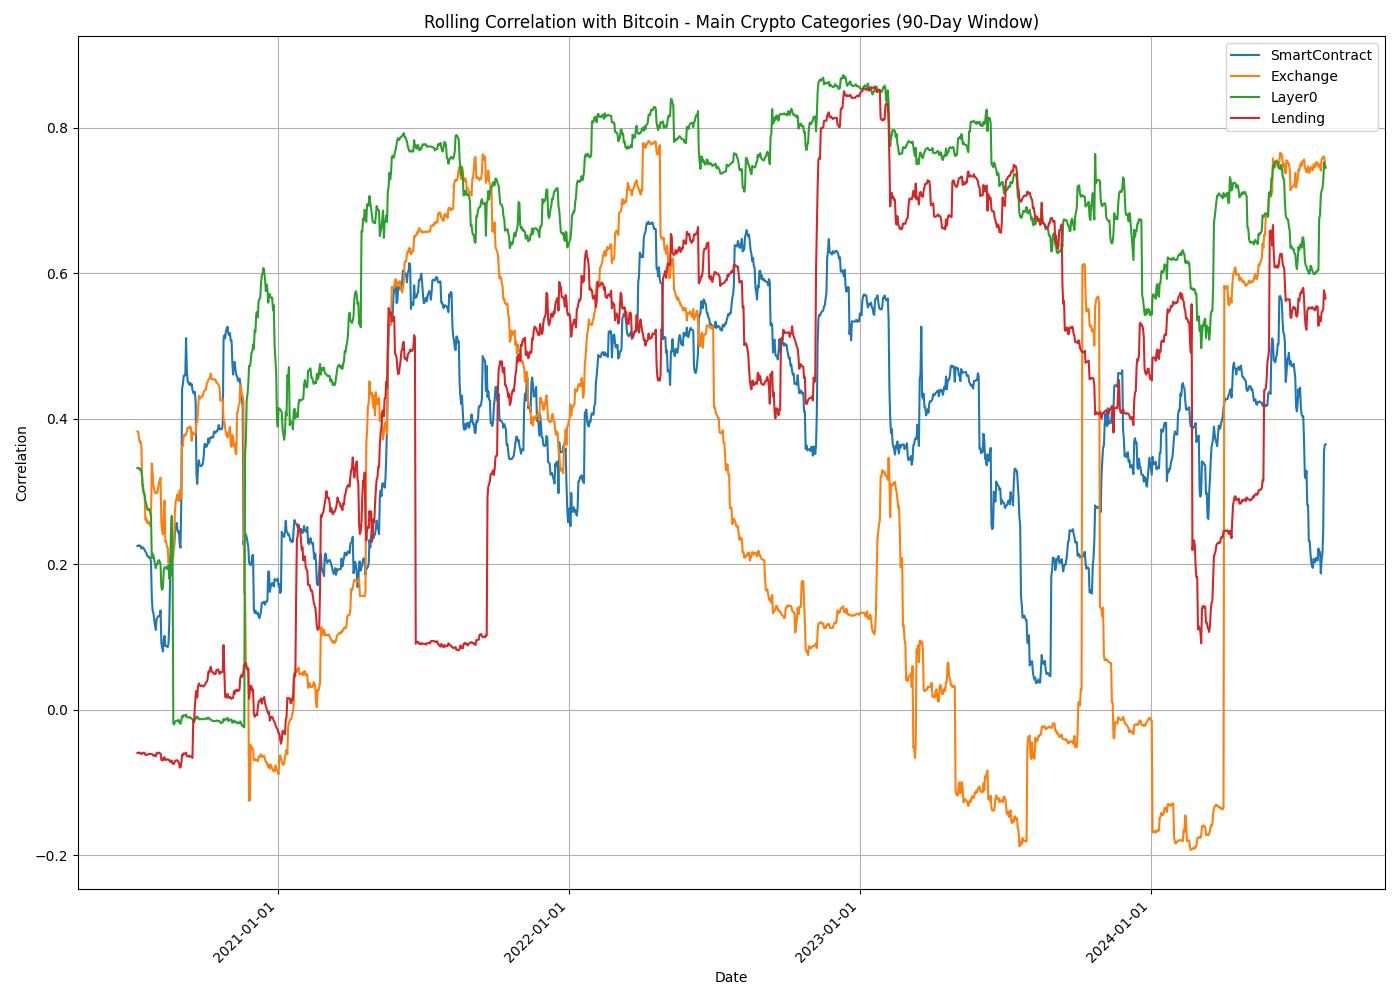 Rolling Correlation with Bitcoin - Main Crypto Categories (90-Day Window)
SmartContract
Exchange
Layer0
Lending
Correlation
0.8
0.6
0.4
0.2
0.0
−0.2
2021-01-01
2022-01-01
2023-01-01
2024-01-01
Date